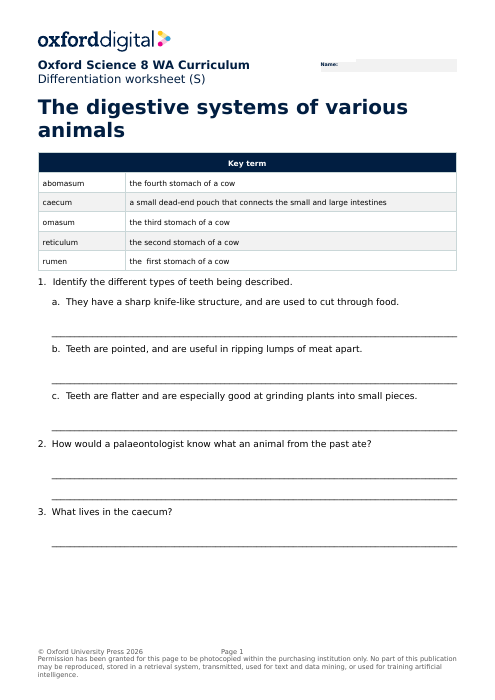 oxforddigital
Oxford Science 8 WA Curriculum
Name:
Differentiation worksheet (S)
The digestive systems of various
animals
Key term
abomasum the fourth stomach of a cow
caecum a small dead-end pouch that connects the small and large intestines
omasum the third stomach of a cow
reticulum the second stomach of a cow
rumen the first stomach of a cow
1. Identify the different types of teeth being described.
a. They have a sharp knife-like structure, and are used to cut through food.
b. Teeth are pointed, and are useful in ripping lumps of meat apart.
c. Teeth are flatter and are especially good at grinding plants into small pieces.
2. How would a palaeontologist know what an animal from the past ate?
3. What lives in the caecum?
© Oxford University Press 2026 Page 1
Permission has been granted for this page to be photocopied within the purchasing institution only. No part of this publication
may be reproduced, stored in a retrieval system, transmitted, used for text and data mining, or used for training artificial
intelligence.